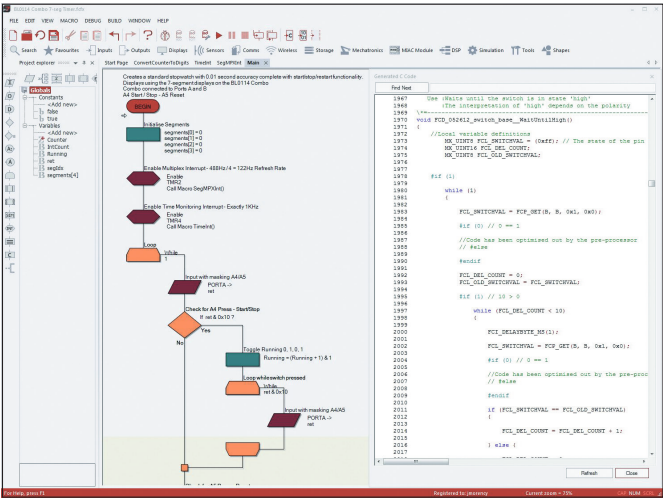 BL0114 Combo 7-seg Timer.fcfx
FILE EDIT VIEW MACRO DEBUG BUILD WINDOW HELP
Search Favourites Inputs Outputs Displays Sensors Comms Wireless Storage Mechatronics MIAC Module DSP Simulation Tools Shapes
Project explorer
Start Page ConvertCounterToDigits TimeInt SegMPXInt Main
Globals
Constants
<Add new>
false
true
Variables
<Add new>
Counter
IntCount
Running
ret
segIdx
segments[4]
Creates a standard stopwatch with 0.01 second accuracy complete with start/stop/restart functionality.
Displays using the 7-segment displays on the BL0114 Combo
Combo connected to Ports A and B
A4 Start / Stop - A5 Reset
BEGIN
Initialise Segments
segments[0] = 0
segments[1] = 0
segments[2] = 0
segments[3] = 0
Enable Multiplex Interrupt - 488Hz / 4 = 122Hz Refresh Rate
Enable
TMR2
Call Macro SegMPXInt()
Enable Time Monitoring Interrupt - Exactly 1KHz
Enable
TMR4
Call Macro TimeInt()
Loop
While
1
Input with masking A4/A5
PORTA ->
ret
Check for A4 Press - Start/Stop
If ret & 0x10 ?
Yes
No
Toggle Running 0, 1, 0, 1
Running = (Running + 1) & 1
Loop while switch pressed
While
ret & 0x10
Input with masking A4/A5
PORTA ->
ret
Generated C Code
Find Next
1967 Use :Waits until the switch is in state 'high'
1968 :The interpretation of 'high' depends on the polarity
1969
1970 void FCD_052612_switch_base__WaitUntilHigh()
1971 {
1972 //Local variable definitions
1973 MX_UINT8 FCL_SWITCHVAL = (0xff); // The state of the pin
1974 MX_UINT16 FCL_DEL_COUNT;
1975 MX_UINT8 FCL_OLD_SWITCHVAL;
1976
1977
1978 #if (1)
1979
1980 while (1)
1981 {
1982
1983 FCL_SWITCHVAL = FCP_GET(B, B, 0x1, 0x0);
1984
1985 #if (0) // 0 == 1
1986
1987 //Code has been optimised out by the pre-processor
1988 // #else
1989
1990 #endif
1991
1992 FCL_DEL_COUNT = 0;
1993 FCL_OLD_SWITCHVAL = FCL_SWITCHVAL;
1994
1995 #if (1) // 10 > 0
1996
1997 while (FCL_DEL_COUNT < 10)
1998 {
1999
2000 FCI_DELAYBYTE_MS(1);
2001
2002 FCL_SWITCHVAL = FCP_GET(B, B, 0x1, 0x0);
2003
2004 #if (0) // 0 == 1
2005
2006 //Code has been optimised out by the pre-proc
2007 // #else
2008
2009 #endif
2010
2011 if (FCL_SWITCHVAL == FCL_OLD_SWITCHVAL)
2012 {
2013
2014 FCL_DEL_COUNT = FCL_DEL_COUNT + 1;
2015
2016 } else {
2017
Refresh Close
For Help, press F1
Registered to: jmorency Current zoom = 75% CAP NUM SCRL